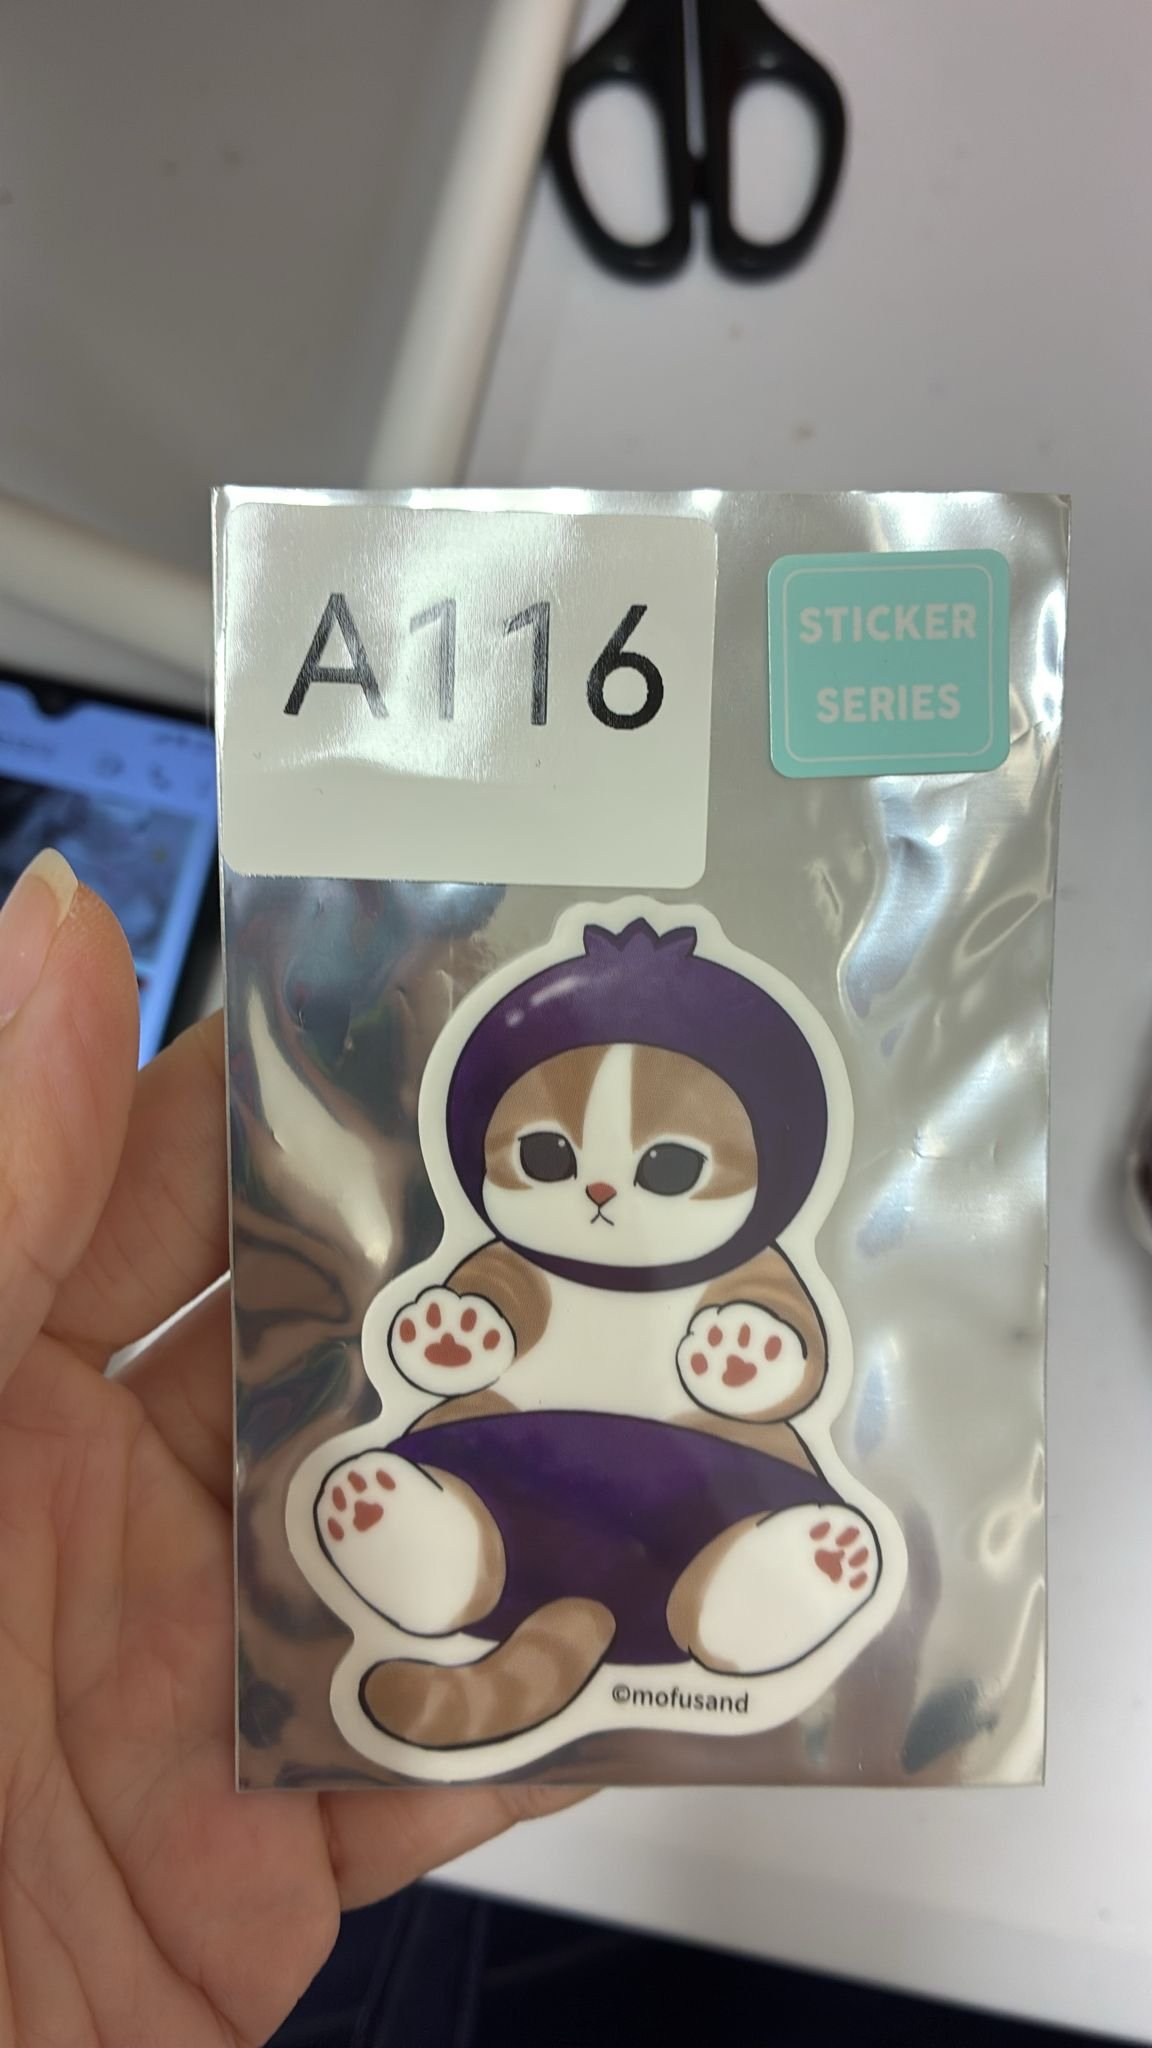 A116
STICKER
SERIES
©mofusand